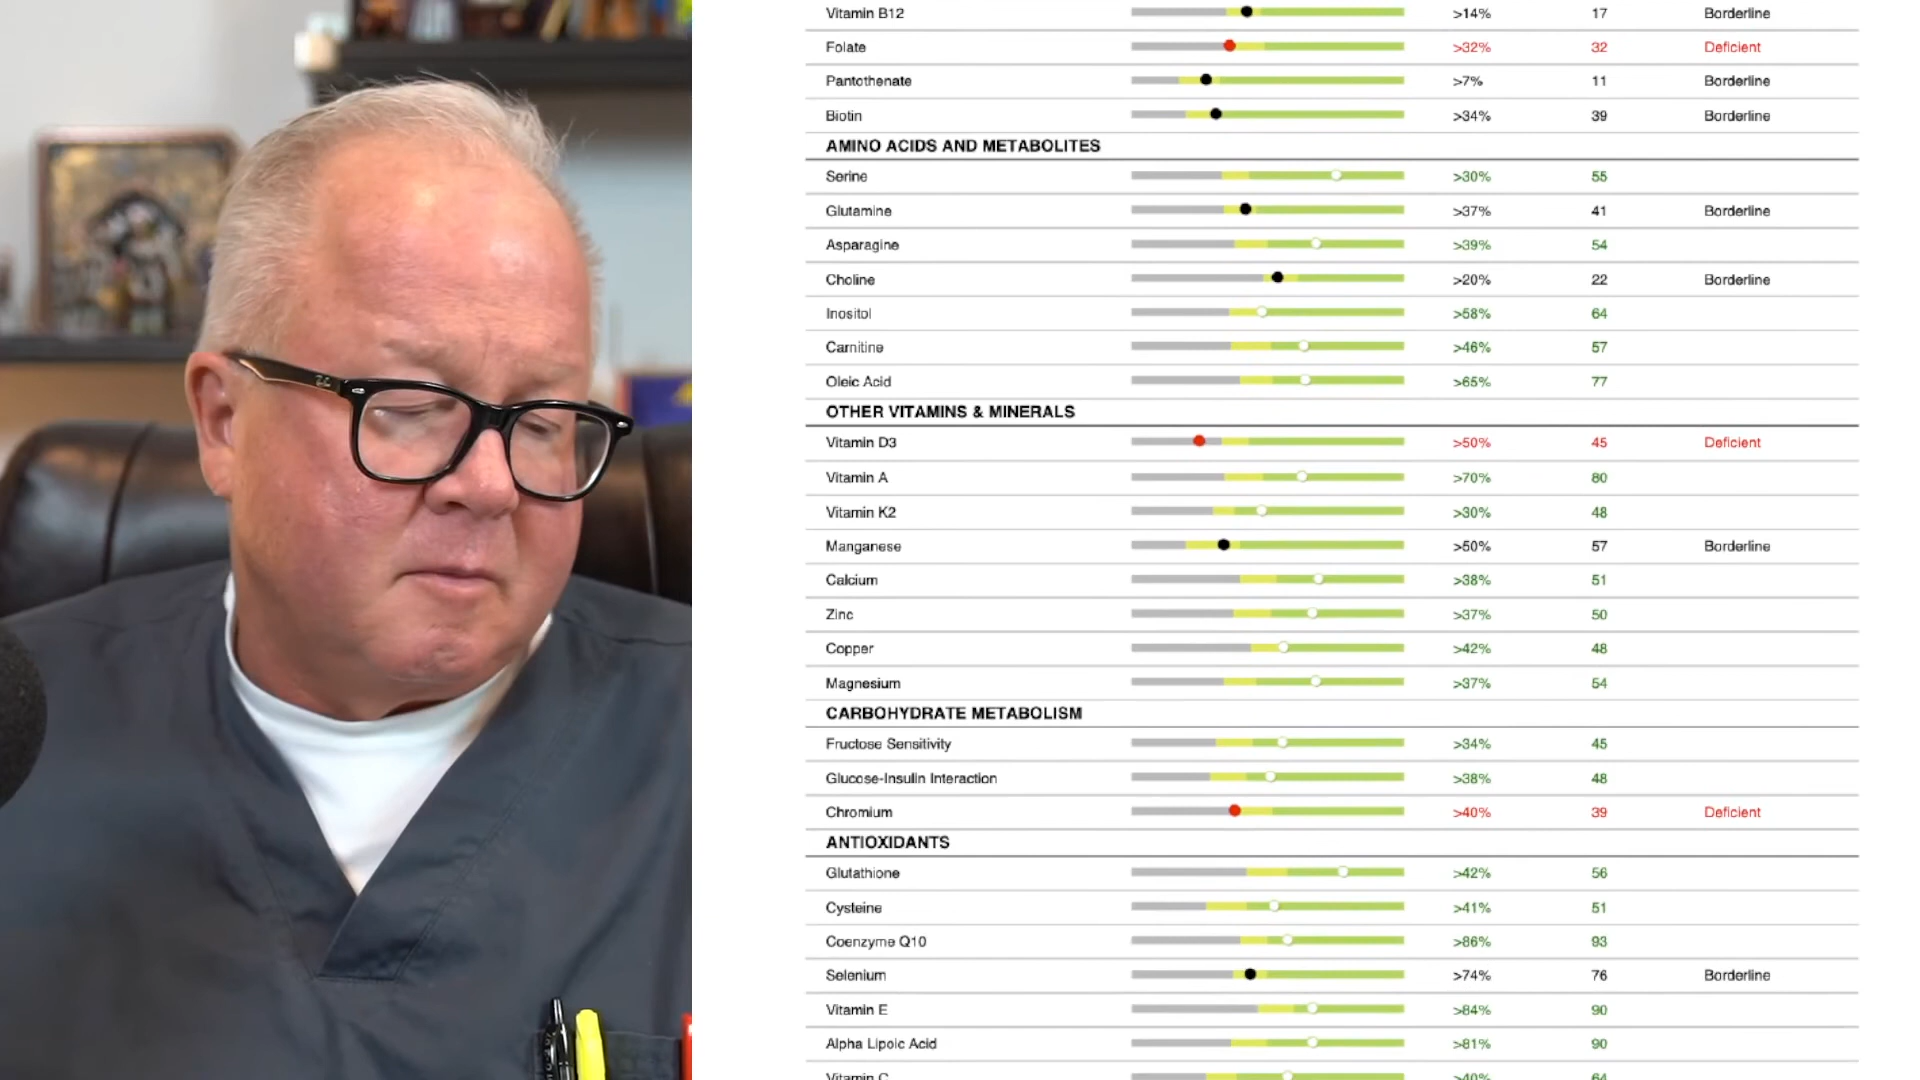 Vitamin B12 >14% 17 Borderline
Folate >32% 32 Deficient
Pantothenate >7% 11 Borderline
Biotin >34% 39 Borderline
AMINO ACIDS AND METABOLITES
Serine >30% 55
Glutamine >37% 41 Borderline
Asparagine >39% 54
Choline >20% 22 Borderline
Inositol >58% 64
Carnitine >46% 57
Oleic Acid >65% 77
OTHER VITAMINS & MINERALS
Vitamin D3 >50% 45 Deficient
Vitamin A >70% 80
Vitamin K2 >30% 48
Manganese >50% 57 Borderline
Calcium >38% 51
Zinc >37% 50
Copper >42% 48
Magnesium >37% 54
CARBOHYDRATE METABOLISM
Fructose Sensitivity >34% 45
Glucose-Insulin Interaction >38% 48
Chromium >40% 39 Deficient
ANTIOXIDANTS
Glutathione >42% 56
Cysteine >41% 51
Coenzyme Q10 >86% 93
Selenium >74% 76 Borderline
Vitamin E >84% 90
Alpha Lipoic Acid >81% 90
Vitamin C >40% 64